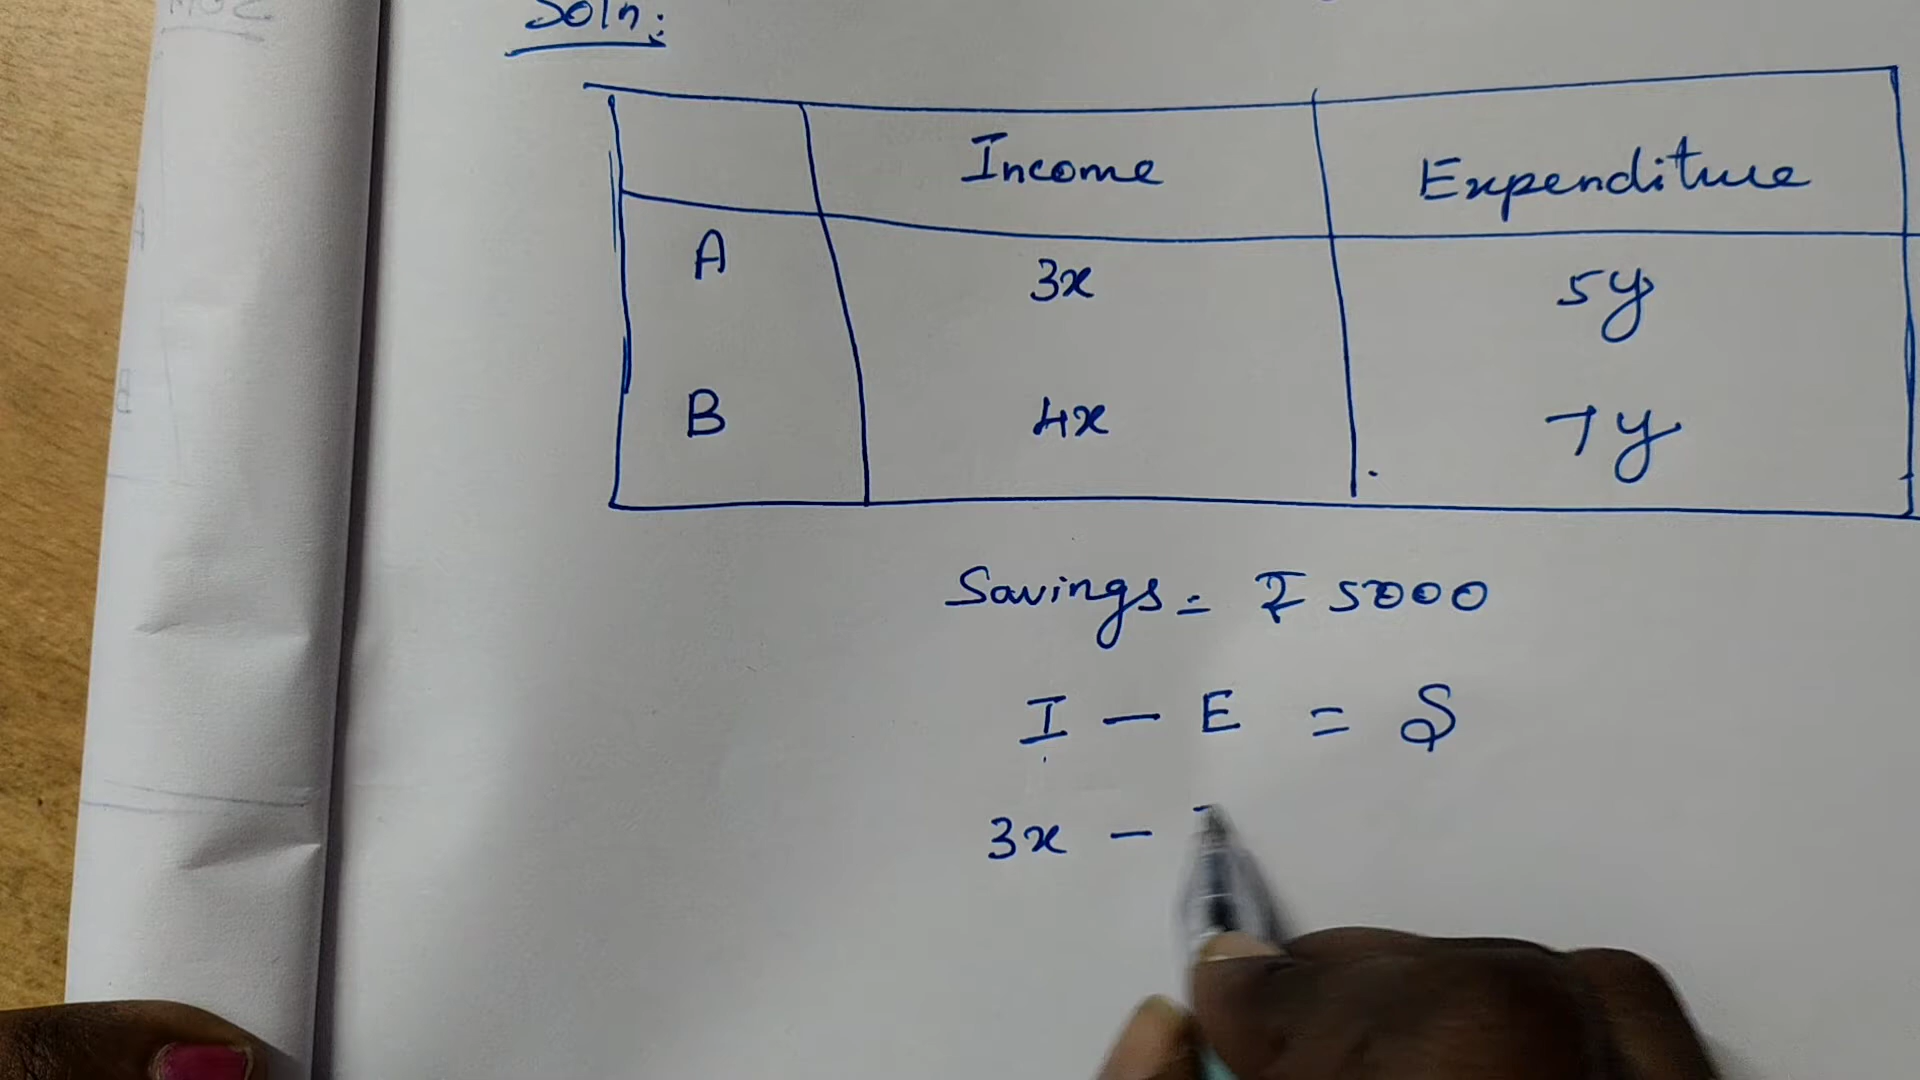 Soln:
Income Expenditure
A 3x 5y
B 4x 7y
Savings = ₹ 5000
I - E = S
3x -